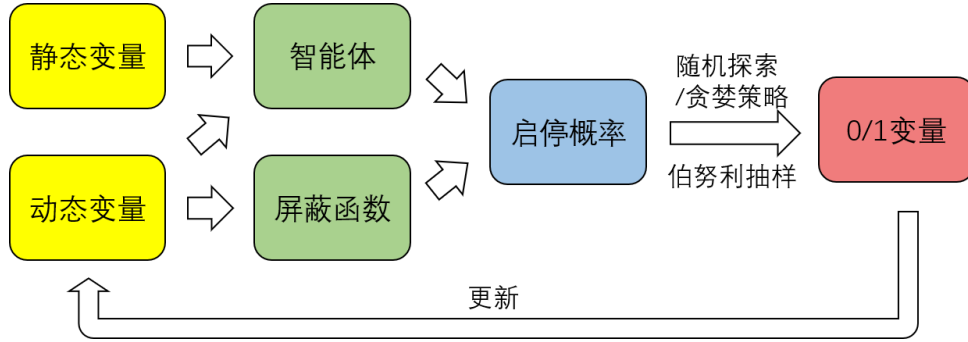 静态变量
智能体
随机探索
/贪婪策略
启停概率
0/1变量
伯努利抽样
动态变量
屏蔽函数
更新